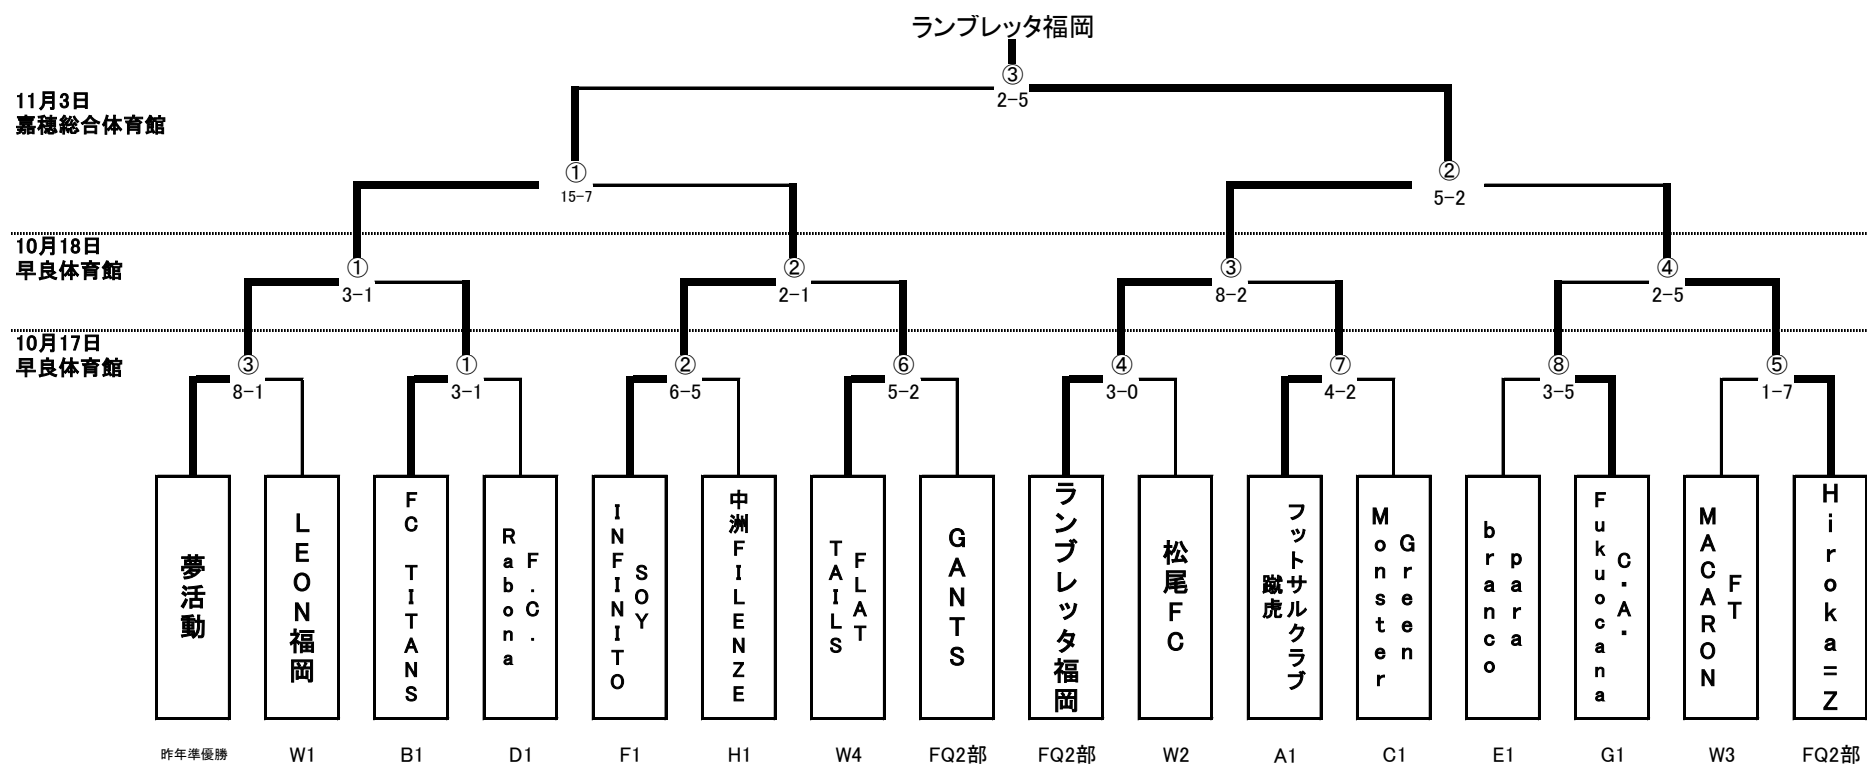 ランブレッタ福岡
③
2-5
11月3日
嘉穂総合体育館
①
15-7
②
5-2
10月18日
早良体育館
①
3-1
②
2-1
③
8-2
④
2-5
10月17日
早良体育館
③
8-1
①
3-1
②
6-5
⑥
5-2
④
3-0
⑦
4-2
⑧
3-5
⑤
1-7
夢活動
LEON福岡
FC TITANS
F.C.
Rabona
SOY
INFINITO
中洲FILENZE
FLAT
TAILS
GANTS
ランブレッタ福岡
松尾FC
フットサルクラブ
蹴虎
Green
Monster
para
branco
C.A.
Fukuocana
FT
MACARON
Hiroka=Z
昨年準優勝
W1
B1
D1
F1
H1
W4
FQ2部
FQ2部
W2
A1
C1
E1
G1
W3
FQ2部